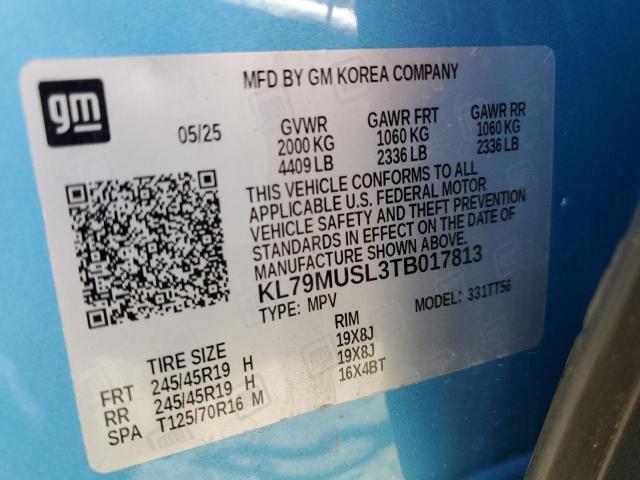 gm
MFD BY GM KOREA COMPANY
05/25
GVWR GAWR FRT GAWR RR
2000 KG 1060 KG 1060 KG
4409 LB 2336 LB 2336 LB
THIS VEHICLE CONFORMS TO ALL
APPLICABLE U.S. FEDERAL MOTOR
VEHICLE SAFETY AND THEFT PREVENTION
STANDARDS IN EFFECT ON THE DATE OF
MANUFACTURE SHOWN ABOVE.
KL79MUSL3TB017813
TYPE: MPV MODEL: 331TT56
TIRE SIZE RIM
FRT 245/45R19 H 19X8J
RR 245/45R19 H 19X8J
SPA T125/70R16 M 16X4BT